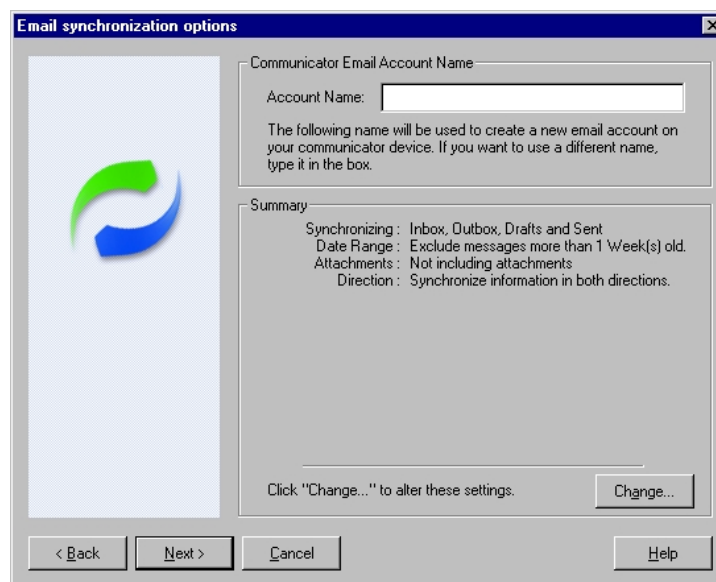 Email synchronization options
Communicator Email Account Name
Account Name:
The following name will be used to create a new email account on
your communicator device. If you want to use a different name,
type it in the box.
Summary
Synchronizing : Inbox, Outbox, Drafts and Sent
Date Range : Exclude messages more than 1 Week(s) old.
Attachments : Not including attachments
Direction : Synchronize information in both directions.
Click "Change..." to alter these settings.
Change...
< Back
Next >
Cancel
Help